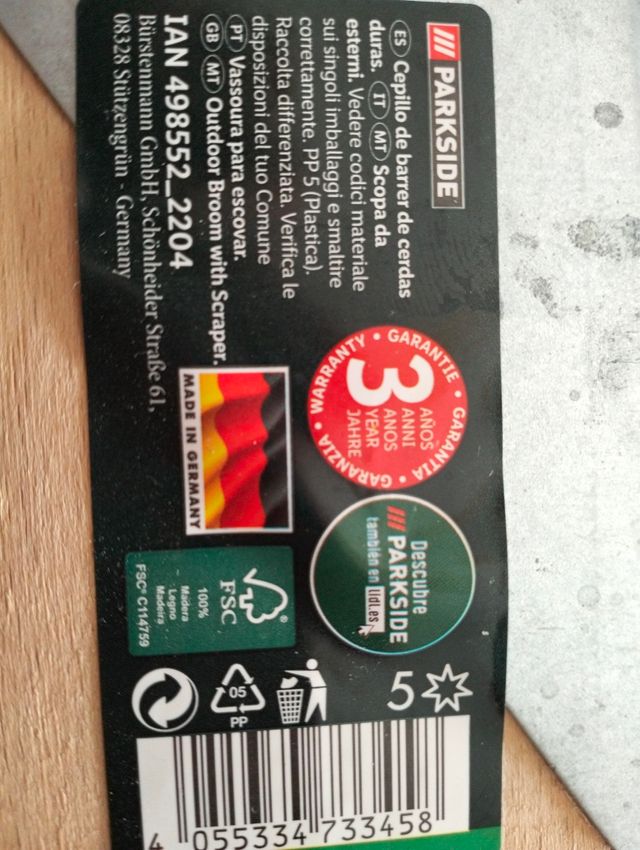 /// PARKSIDE
ES Cepillo de barrer de cerdas
duras. IT MT Scopa da
esterni. Vedere codici materiale
sui singoli imballaggi e smaltire
correttamente. PP 5 (Plastica).
Raccolta differenziata. Verifica le
disposizioni del tuo Comune
PT Vassoura para escovar.
GB MT Outdoor Broom with Scraper.
IAN 498552_2204
Bürstenmann GmbH, Schönheider Straße 61,
08328 Stützengrün - Germany
WARRANTY • GARANTIE • GARANTIA • GARANZIA •
3
AÑOS
ANNI
ANOS
YEAR
JAHRE
MADE IN GERMANY
Descubre
/// PARKSIDE
también en lidl.es
FSC
100%
Madera
Legno
Madeira
FSC® C114759
5
05
PP
4 055334 733458